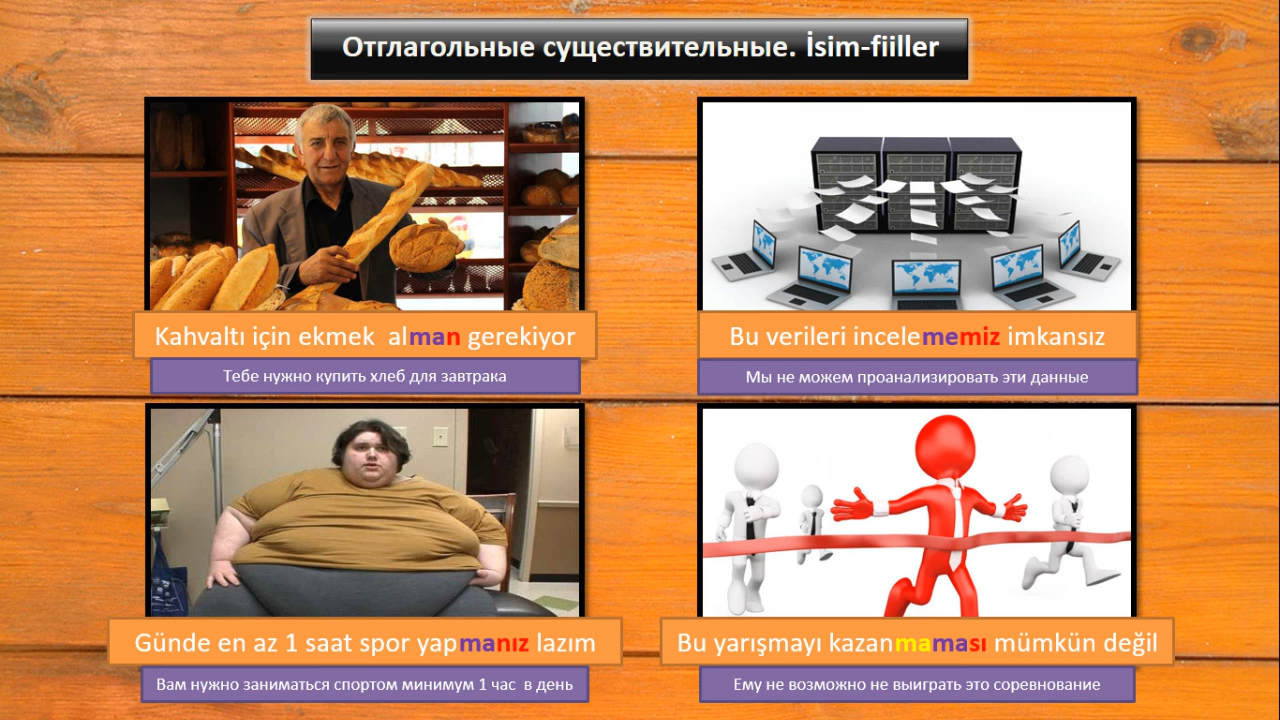 Отглагольные существительные. İsim-fiiller
Kahvaltı için ekmek  alman gerekiyor
Тебе нужно купить хлеб для завтрака
Bu verileri incelememiz imkansız
Мы не можем проанализировать эти данные
Günde en az 1 saat spor yapmanız lazım
Вам нужно заниматься спортом минимум 1 час  в день
Bu yarışmayı kazanmaması mümkün değil
Ему не возможно не выиграть это соревнование